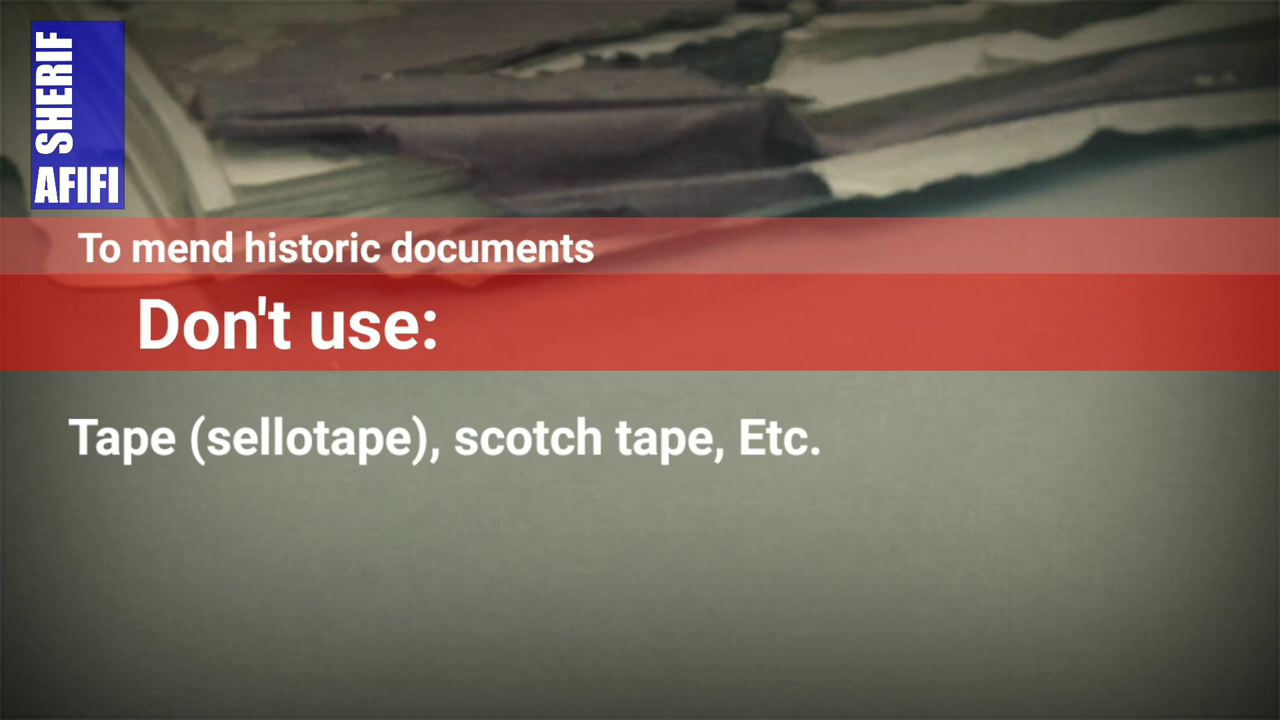 SHERIF
AFIFI
To mend historic documents
Don't use:
Tape (sellotape), scotch tape, Etc.